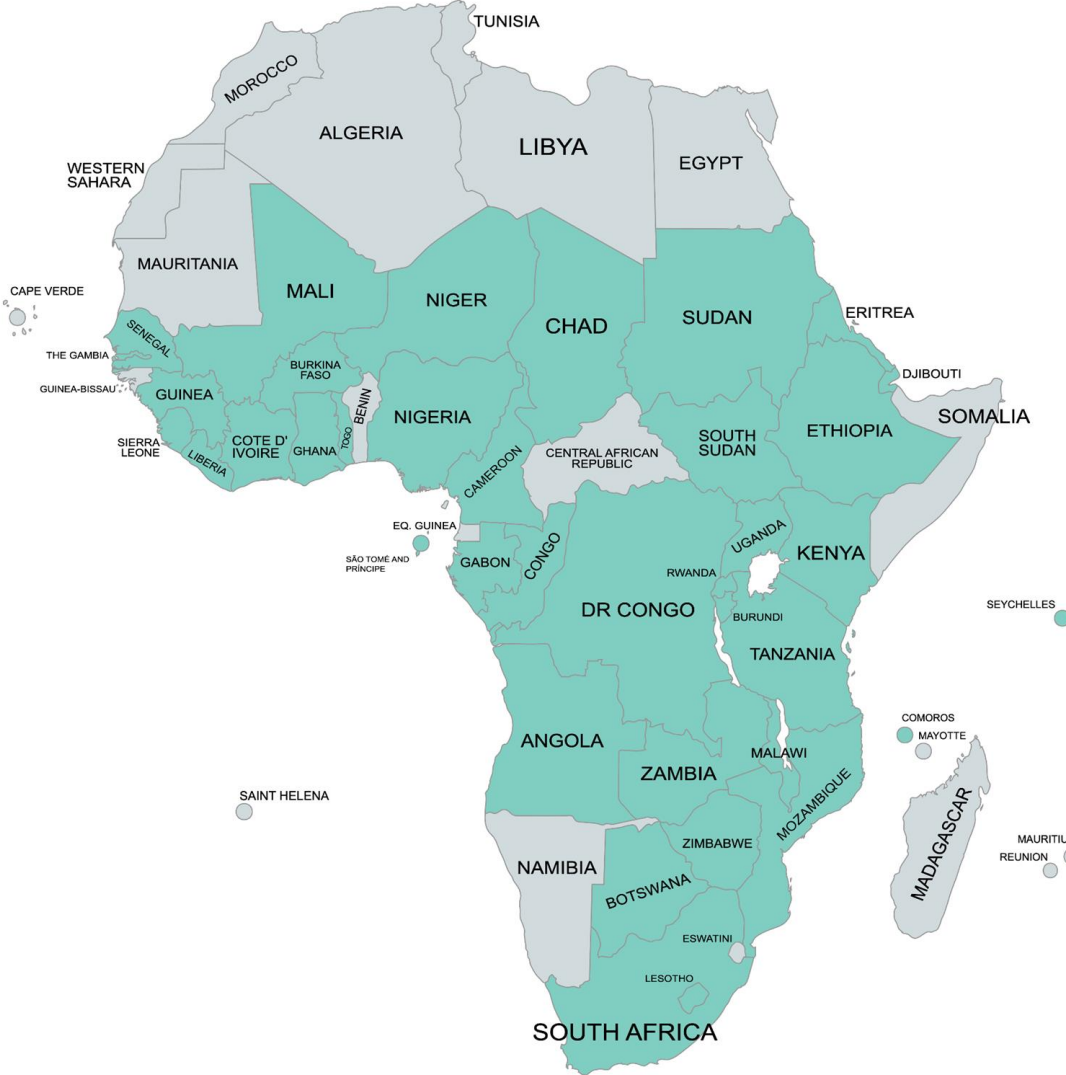 TUNISIA
MOROCCO
ALGERIA
LIBYA
EGYPT
WESTERN
SAHARA
MAURITANIA
MALI
NIGER
CHAD
SUDAN
ERITREA
CAPE VERDE
SENEGAL
THE GAMBIA
GUINEA-BISSAU
GUINEA
BURKINA
FASO
BENIN
NIGERIA
DJIBOUTI
SOMALIA
SIERRA
LEONE
LIBERIA
COTE D'
IVOIRE
GHANA
TOGO
CAMEROON
CENTRAL AFRICAN
REPUBLIC
SOUTH
SUDAN
ETHIOPIA
EQ. GUINEA
SÃO TOMÉ AND
PRÍNCIPE
GABON
CONGO
UGANDA
KENYA
RWANDA
DR CONGO
BURUNDI
SEYCHELLES
TANZANIA
COMOROS
MAYOTTE
ANGOLA
ZAMBIA
MALAWI
MOZAMBIQUE
SAINT HELENA
MADAGASCAR
MAURITIU
REUNION
NAMIBIA
ZIMBABWE
BOTSWANA
ESWATINI
LESOTHO
SOUTH AFRICA